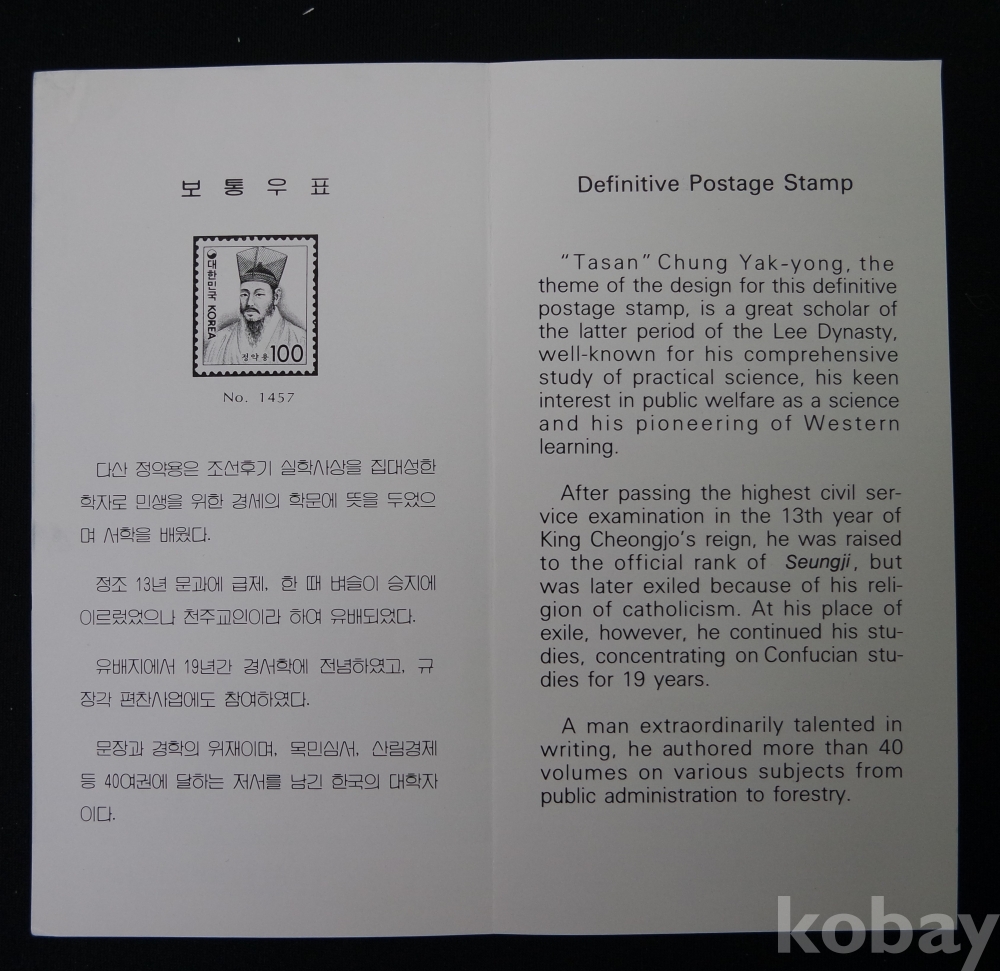 보통우표
대한민국 KOREA
정약용 100
No. 1457
다산 정약용은 조선후기 실학사상을 집대성한
학자로 민생을 위한 경세의 학문에 뜻을 두었으
며 서학을 배웠다.
정조 13년 문과에 급제, 한 때 벼슬이 승지에
이르렀었으나 천주교인이라 하여 유배되었다.
유배지에서 19년간 경서학에 전념하였고, 규
장각 편찬사업에도 참여하였다.
문장과 경학의 위재이며, 목민심서, 산림경제
등 40여권에 달하는 저서를 남긴 한국의 대학자
이다.
Definitive Postage Stamp
"Tasan" Chung Yak-yong, the
theme of the design for this definitive
postage stamp, is a great scholar of
the latter period of the Lee Dynasty,
well-known for his comprehensive
study of practical science, his keen
interest in public welfare as a science
and his pioneering of Western
learning.
After passing the highest civil ser-
vice examination in the 13th year of
King Cheongjo's reign, he was raised
to the official rank of Seungji, but
was later exiled because of his reli-
gion of catholicism. At his place of
exile, however, he continued his stu-
dies, concentrating on Confucian stu-
dies for 19 years.
A man extraordinarily talented in
writing, he authored more than 40
volumes on various subjects from
public administration to forestry.
kobay